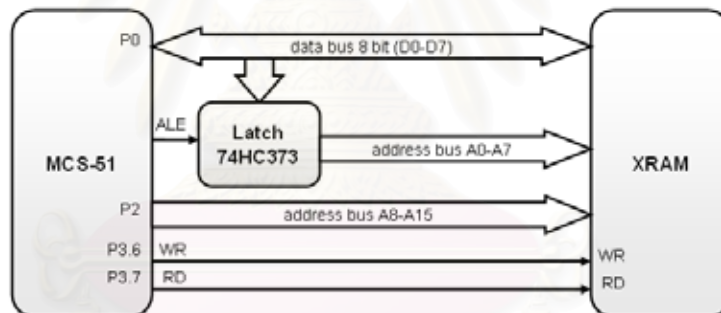 P0
data bus 8 bit (D0-D7)
ALE
Latch
74HC373
address bus A0-A7
MCS-51
XRAM
P2
address bus A8-A15
P3.6 WR
WR
P3.7 RD
RD